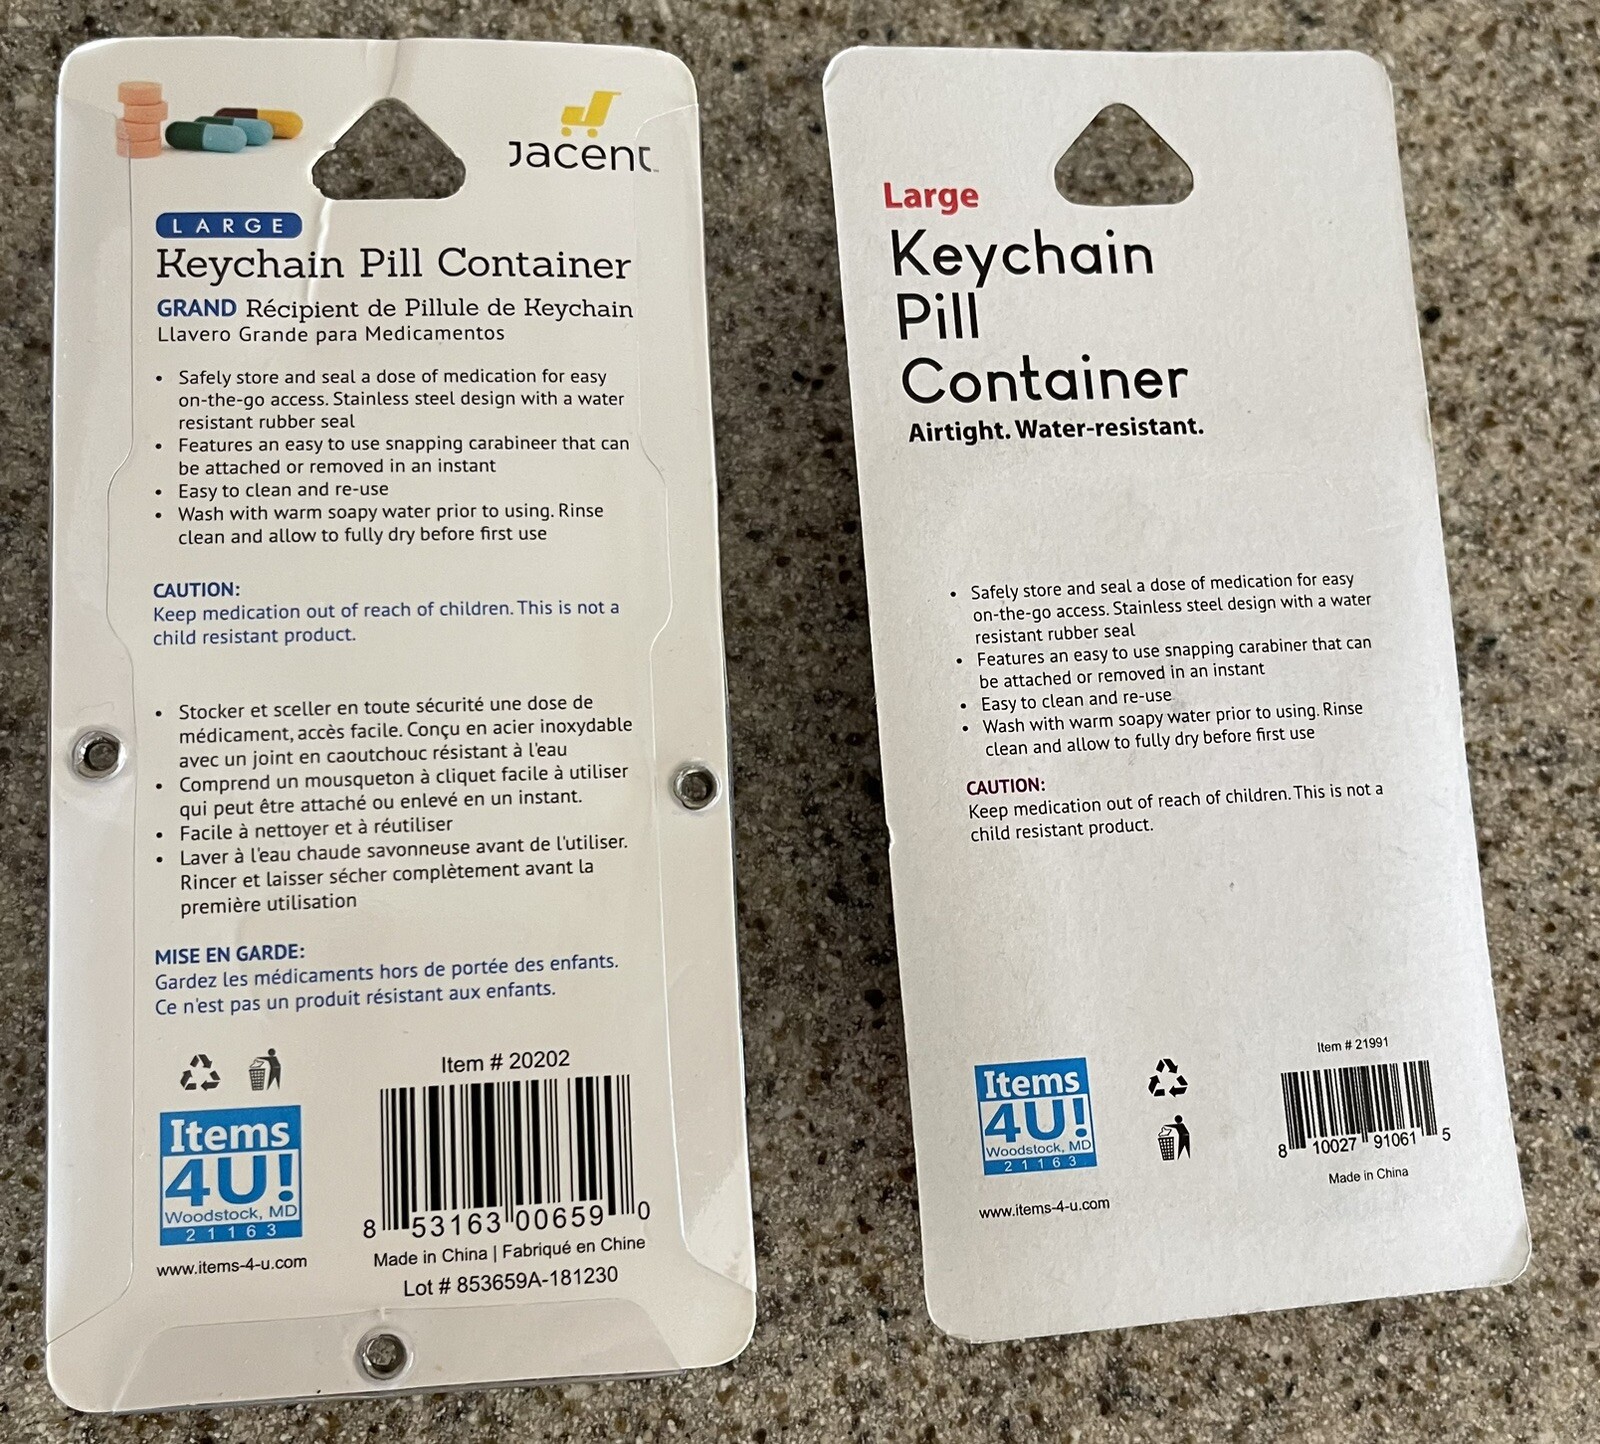 Jacent
LARGE
Keychain Pill Container
GRAND Récipient de Pillule de Keychain
Llavero Grande para Medicamentos
• Safely store and seal a dose of medication for easy
on-the-go access. Stainless steel design with a water
resistant rubber seal
• Features an easy to use snapping carabineer that can
be attached or removed in an instant
• Easy to clean and re-use
• Wash with warm soapy water prior to using. Rinse
clean and allow to fully dry before first use
CAUTION:
Keep medication out of reach of children. This is not a
child resistant product.
• Stocker et sceller en toute sécurité une dose de
médicament, accès facile. Conçu en acier inoxydable
avec un joint en caoutchouc résistant à l'eau
• Comprend un mousqueton à cliquet facile à utiliser
qui peut être attaché ou enlevé en un instant.
• Facile à nettoyer et à réutiliser
• Laver à l'eau chaude savonneuse avant de l'utiliser.
Rincer et laisser sécher complètement avant la
première utilisation
MISE EN GARDE:
Gardez les médicaments hors de portée des enfants.
Ce n'est pas un produit résistant aux enfants.
Items
4U!
Woodstock, MD
21163
www.items-4-u.com
Item # 20202
8 53163 00659 0
Made in China | Fabriqué en Chine
Lot # 853659A-181230
Large
Keychain
Pill
Container
Airtight. Water-resistant.
• Safely store and seal a dose of medication for easy
on-the-go access. Stainless steel design with a water
resistant rubber seal
• Features an easy to use snapping carabiner that can
be attached or removed in an instant
• Easy to clean and re-use
• Wash with warm soapy water prior to using. Rinse
clean and allow to fully dry before first use
CAUTION:
Keep medication out of reach of children. This is not a
child resistant product.
Items
4U!
Woodstock, MD
21163
www.items-4-u.com
Item # 21991
8 10027 91061 5
Made in China